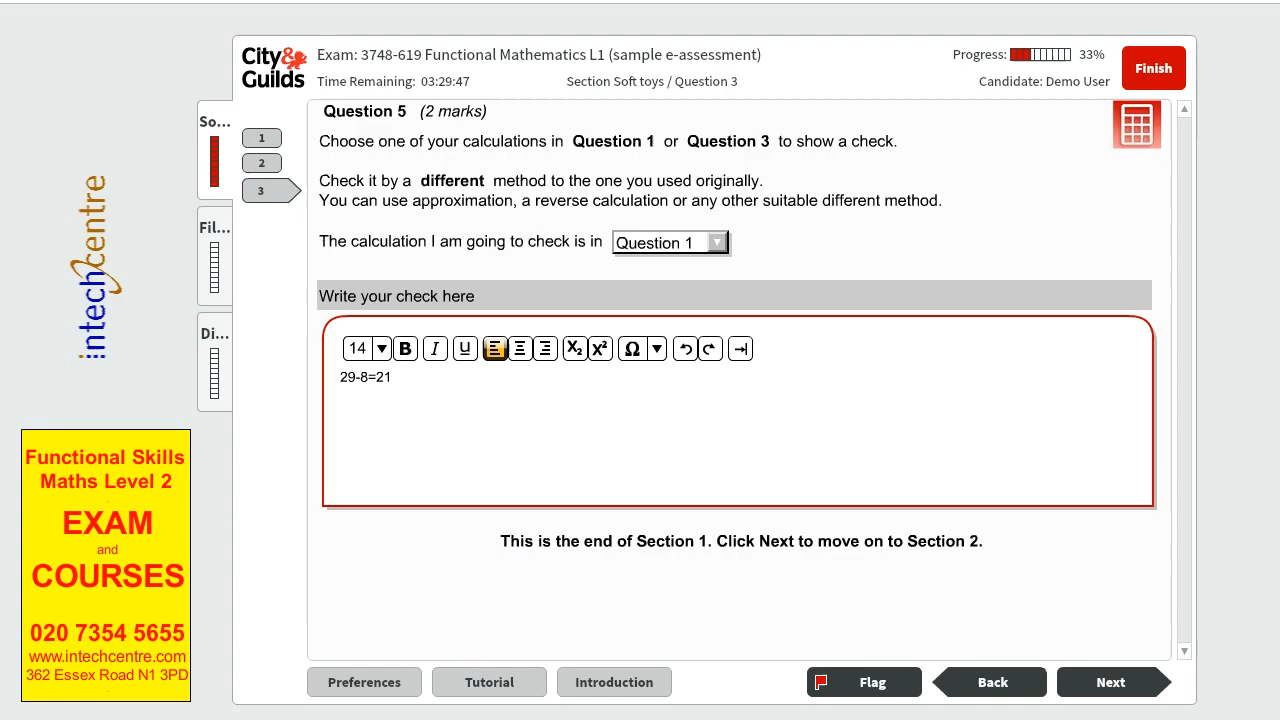 City&
Guilds
Exam: 3748-619 Functional Mathematics L1 (sample e-assessment)
Time Remaining: 03:29:47
Section Soft toys / Question 3
Progress:
33%
Candidate: Demo User
Finish
So...
Fil...
Di...
1
2
3
Question 5 (2 marks)
Choose one of your calculations in Question 1 or Question 3 to show a check.
Check it by a different method to the one you used originally.
You can use approximation, a reverse calculation or any other suitable different method.
The calculation I am going to check is in Question 1
Write your check here
14 B I U X₂ X² Ω
29-8=21
This is the end of Section 1. Click Next to move on to Section 2.
Preferences
Tutorial
Introduction
Flag
Back
Next
intechcentre
Functional Skills
Maths Level 2
EXAM
and
COURSES
020 7354 5655
www.intechcentre.com
362 Essex Road N1 3PD